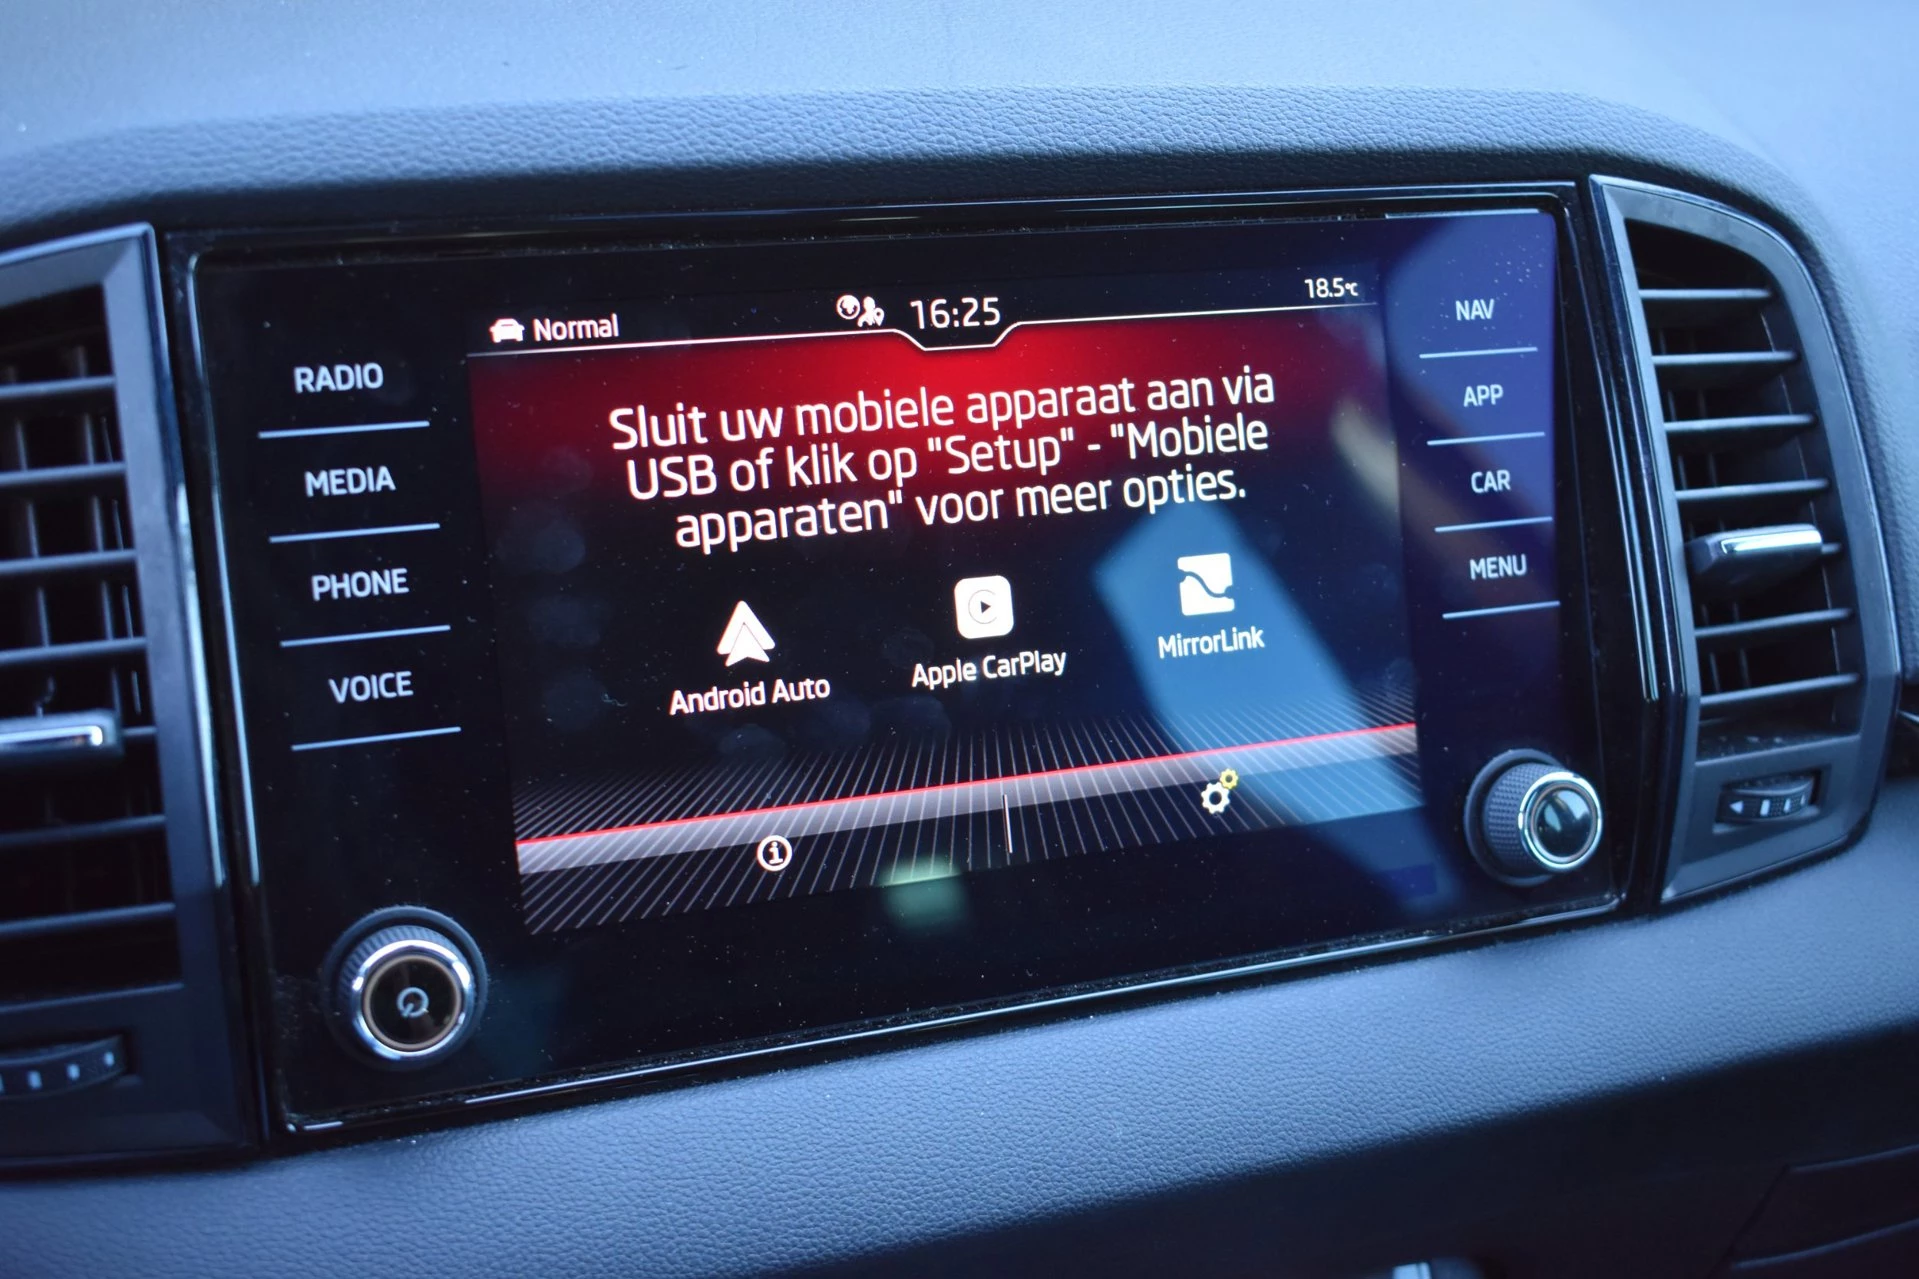 Normal
16:25
18.5°C
RADIO
MEDIA
PHONE
VOICE
Sluit uw mobiele apparaat aan via
USB of klik op "Setup" - "Mobiele
apparaten" voor meer opties.
Android Auto
Apple CarPlay
MirrorLink
NAV
APP
CAR
MENU